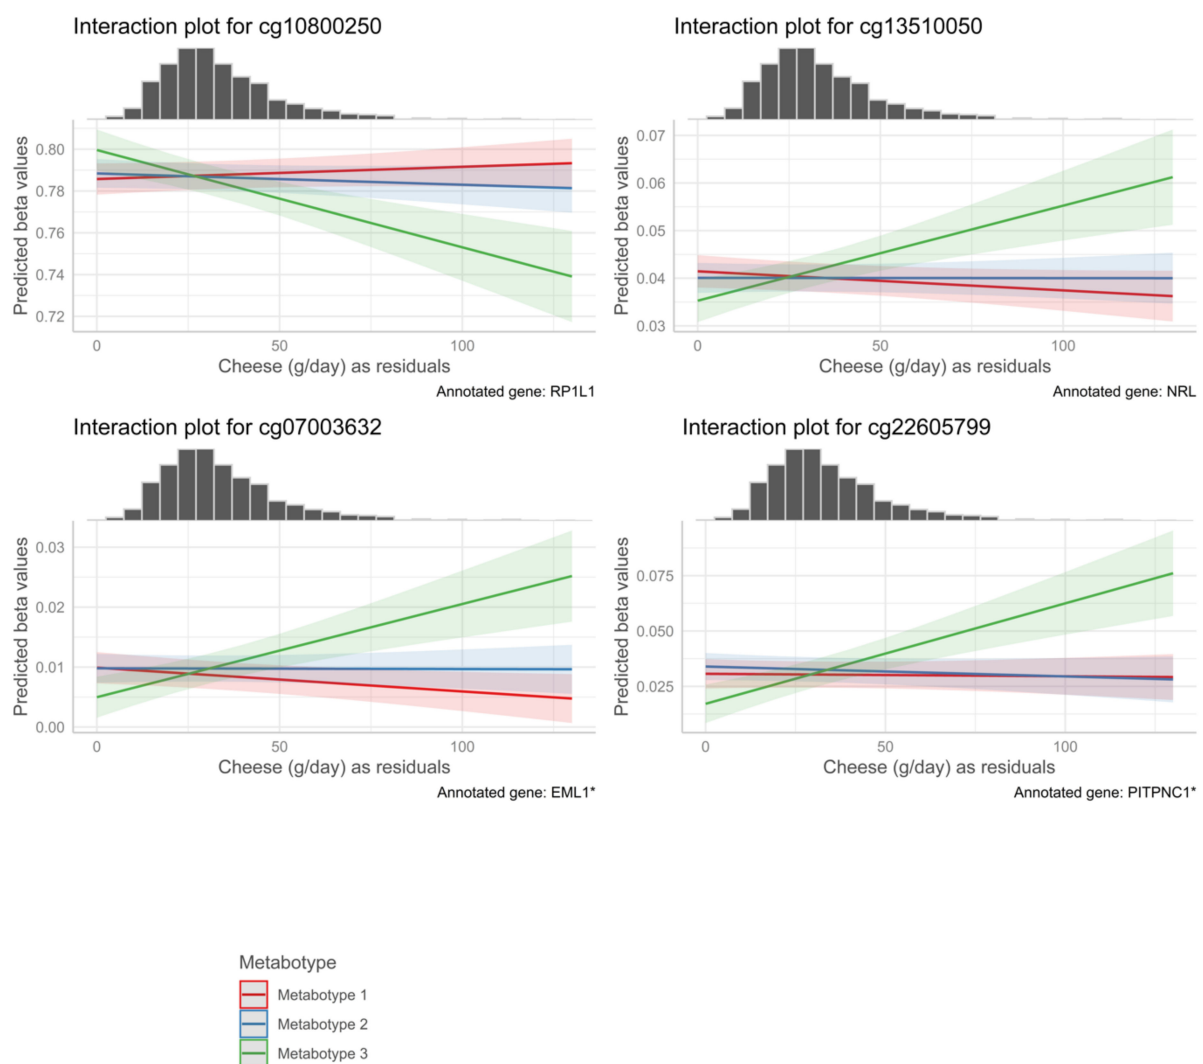 Interaction plot for cg10800250
Predicted beta values
0.80
0.78
0.76
0.74
0.72
0 50 100
Cheese (g/day) as residuals
Annotated gene: RP1L1
Interaction plot for cg13510050
Predicted beta values
0.07
0.06
0.05
0.04
0.03
0 50 100
Cheese (g/day) as residuals
Annotated gene: NRL
Interaction plot for cg07003632
Predicted beta values
0.03
0.02
0.01
0.00
0 50 100
Cheese (g/day) as residuals
Annotated gene: EML1*
Interaction plot for cg22605799
Predicted beta values
0.075
0.050
0.025
0 50 100
Cheese (g/day) as residuals
Annotated gene: PITPNC1*
Metabotype
Metabotype 1
Metabotype 2
Metabotype 3